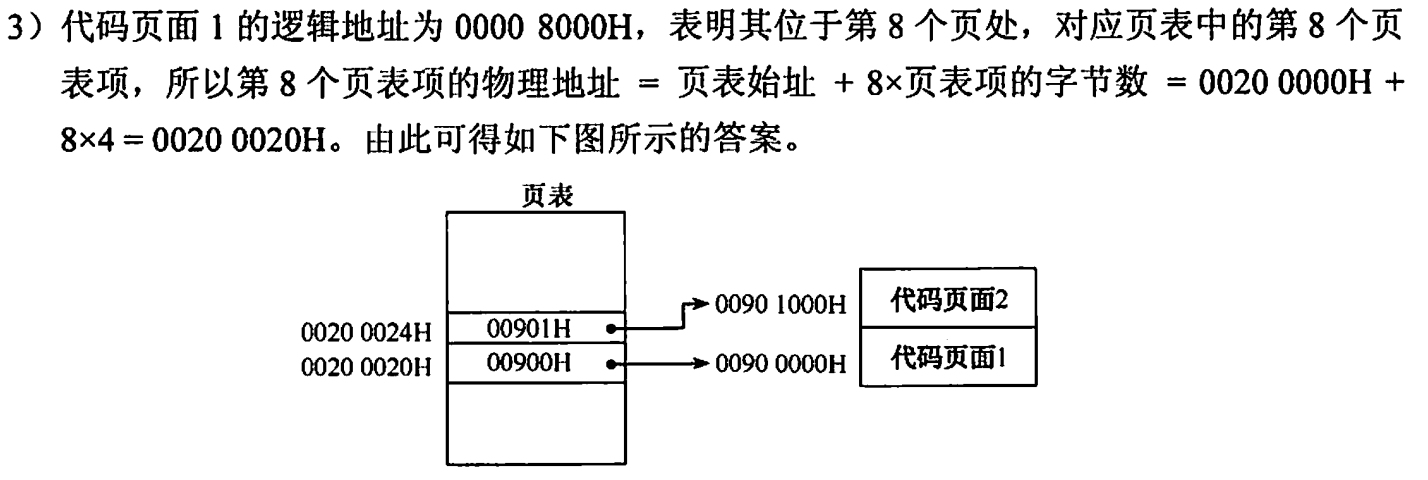 3）代码页面 1 的逻辑地址为 0000 8000H，表明其位于第 8 个页处，对应页表中的第 8 个页
表项，所以第 8 个页表项的物理地址 = 页表始址 + 8×页表项的字节数 = 0020 0000H +
8×4 = 0020 0020H。由此可得如下图所示的答案。
页表
0090 1000H 代码页面2
0020 0024H 00901H
0020 0020H 00900H 0090 0000H 代码页面1